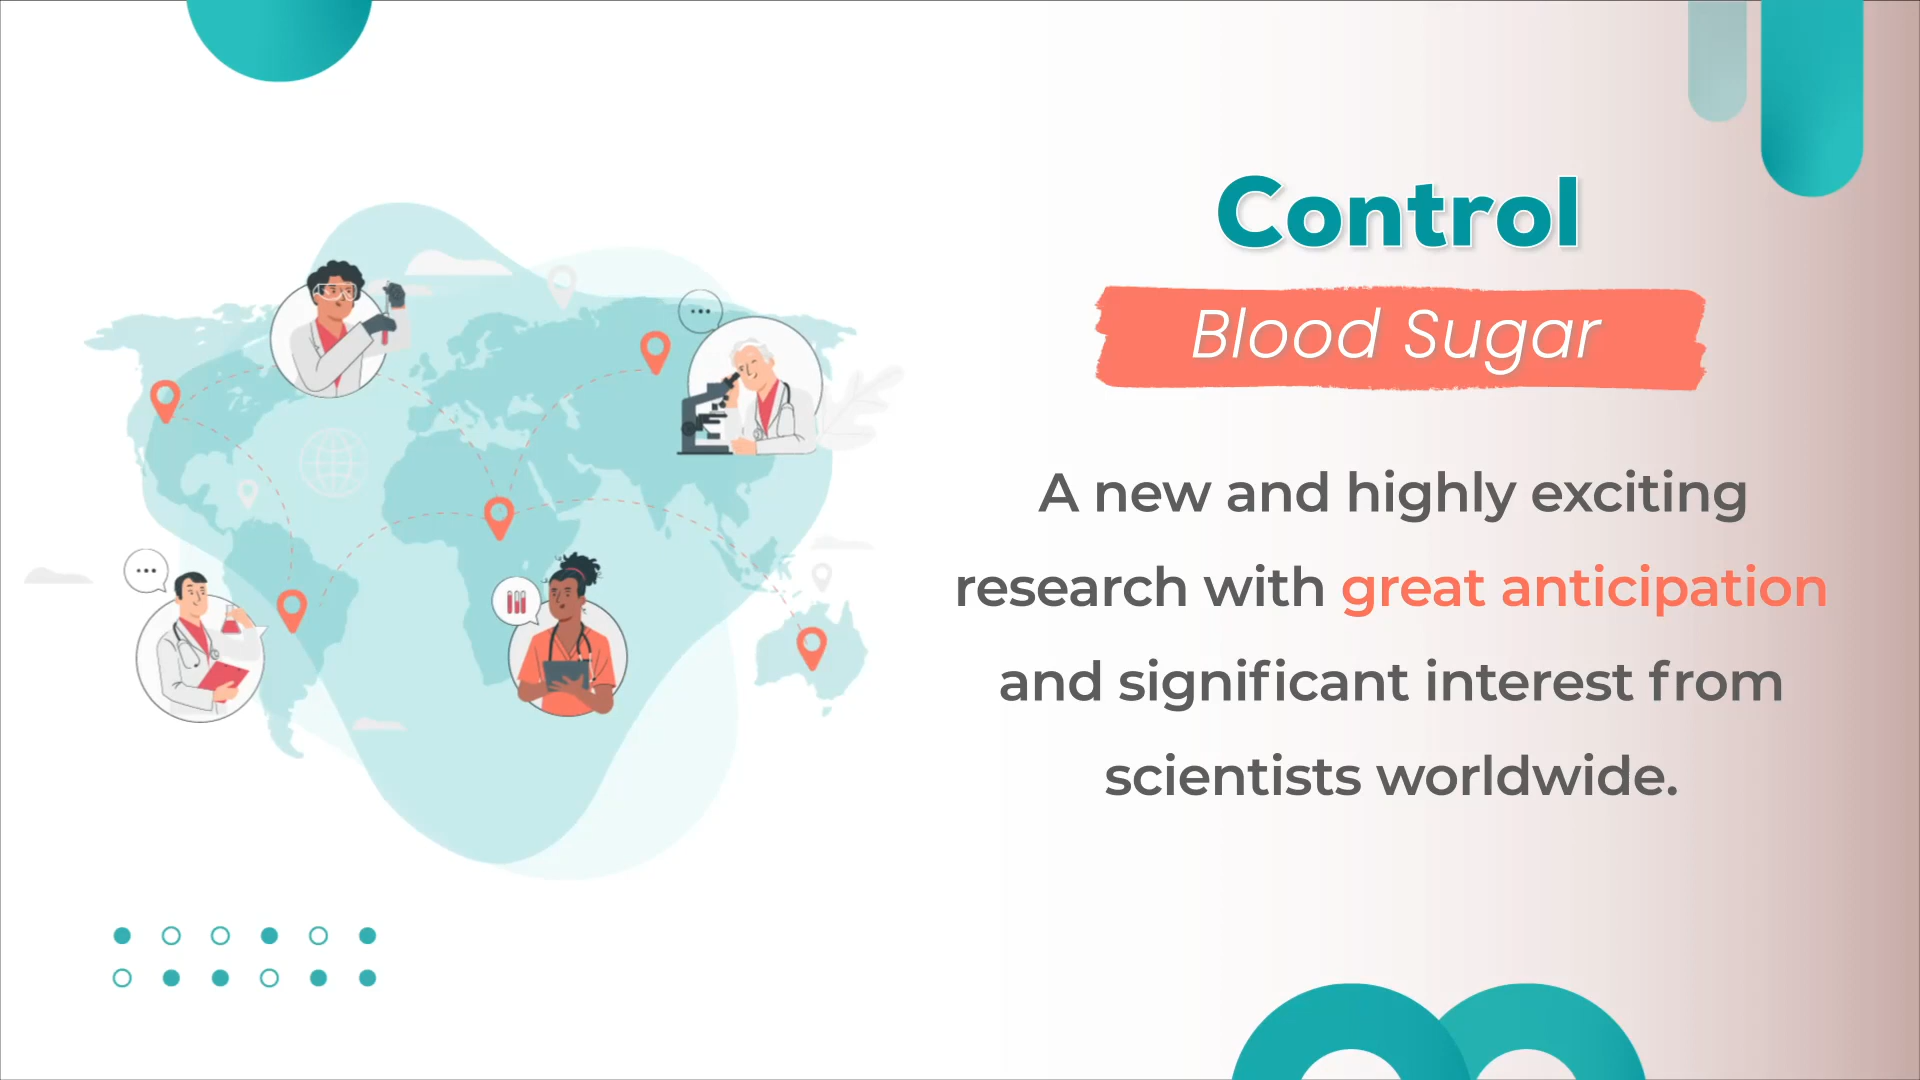 Control
Blood Sugar
A new and highly exciting
research with great anticipation
and significant interest from
scientists worldwide.